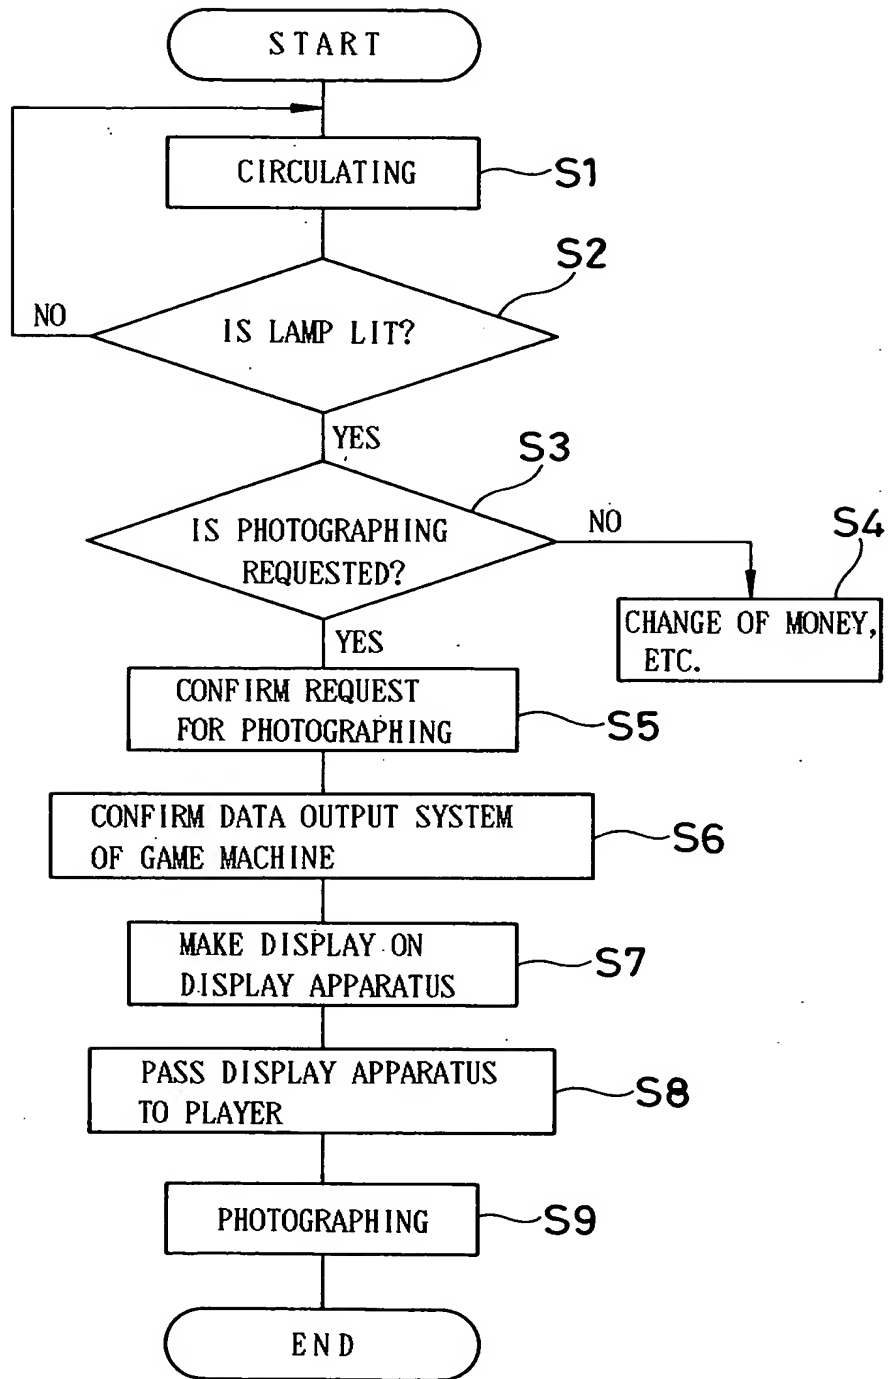 START
CIRCULATING
S1
S2
NO
IS LAMP LIT?
YES
S3
IS PHOTOGRAPHING
REQUESTED?
NO
S4
CHANGE OF MONEY,
ETC.
YES
CONFIRM REQUEST
FOR PHOTOGRAPHING
S5
CONFIRM DATA OUTPUT SYSTEM
OF GAME MACHINE
S6
MAKE DISPLAY ON
DISPLAY APPARATUS
S7
PASS DISPLAY APPARATUS
TO PLAYER
S8
PHOTOGRAPHING
S9
END